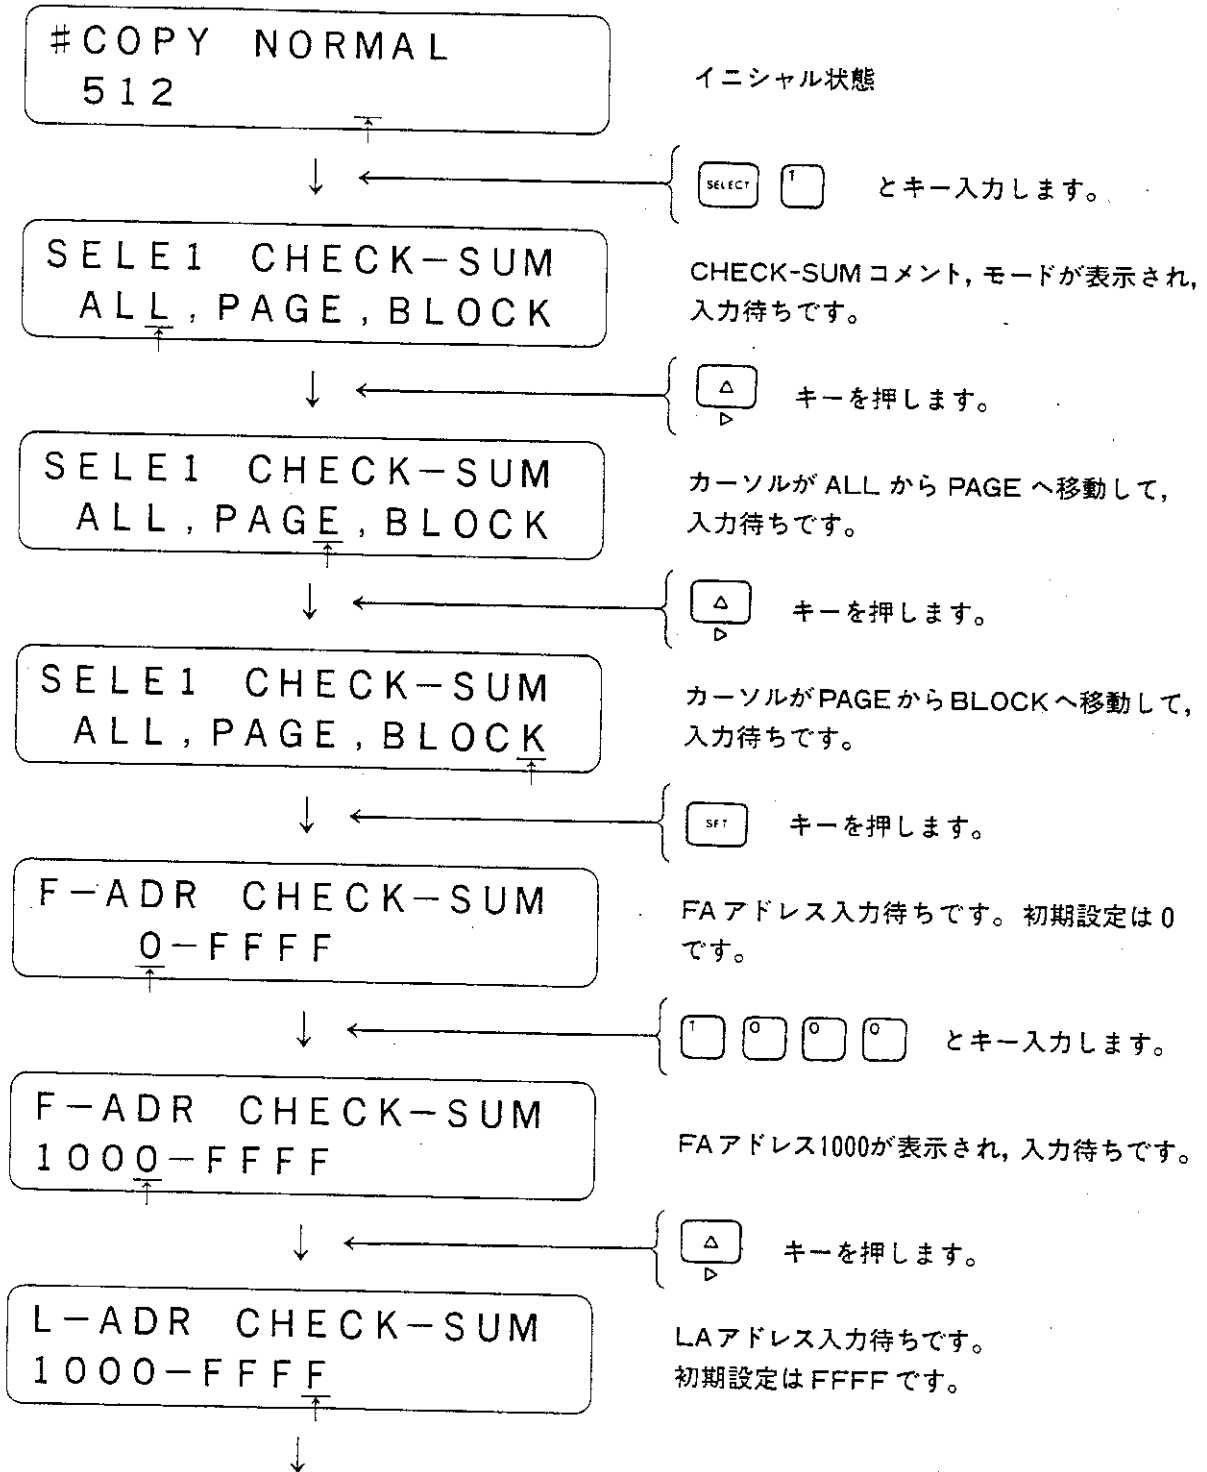 #COPY NORMAL
512
イニシャル状態
SELECT 1 とキー入力します。
SELE1 CHECK-SUM
ALL,PAGE,BLOCK
CHECK-SUMコメント,モードが表示され,
入力待ちです。
△
▷
キーを押します。
SELE1 CHECK-SUM
ALL,PAGE,BLOCK
カーソルが ALL から PAGE へ移動して,
入力待ちです。
△
▷
キーを押します。
SELE1 CHECK-SUM
ALL,PAGE,BLOCK
カーソルがPAGEからBLOCKへ移動して,
入力待ちです。
SET キーを押します。
F-ADR CHECK-SUM
0-FFFF
FAアドレス入力待ちです。初期設定は0
です。
1 0 0 0 とキー入力します。
F-ADR CHECK-SUM
1000-FFFF
FAアドレス1000が表示され,入力待ちです。
△
▷
キーを押します。
L-ADR CHECK-SUM
1000-FFFF
LAアドレス入力待ちです。
初期設定はFFFFです。